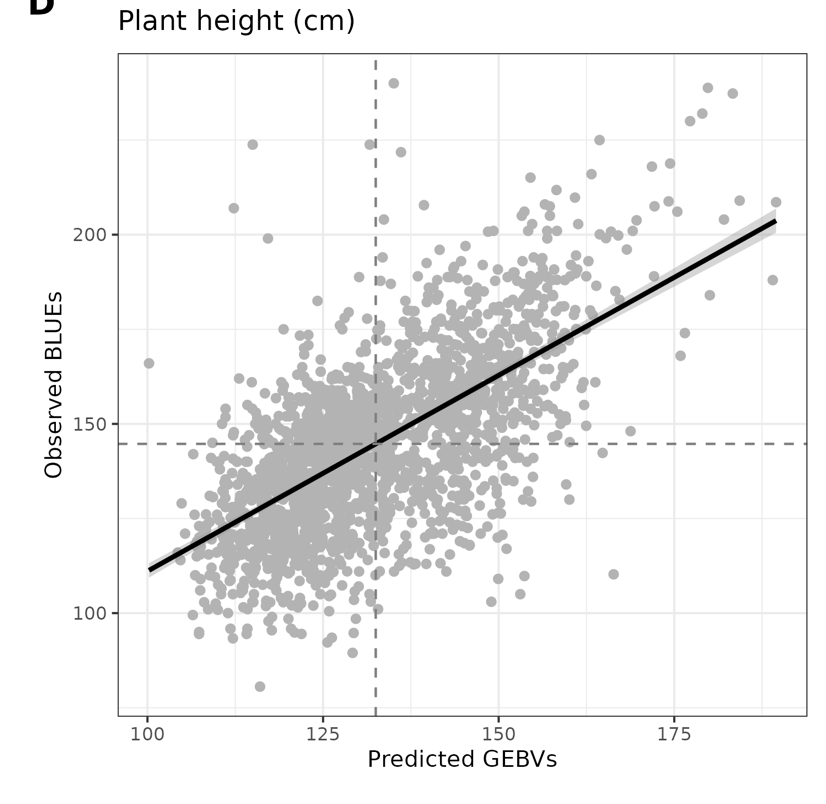 D
Plant height (cm)
200
150
100
Observed BLUEs
100 125 150 175
Predicted GEBVs